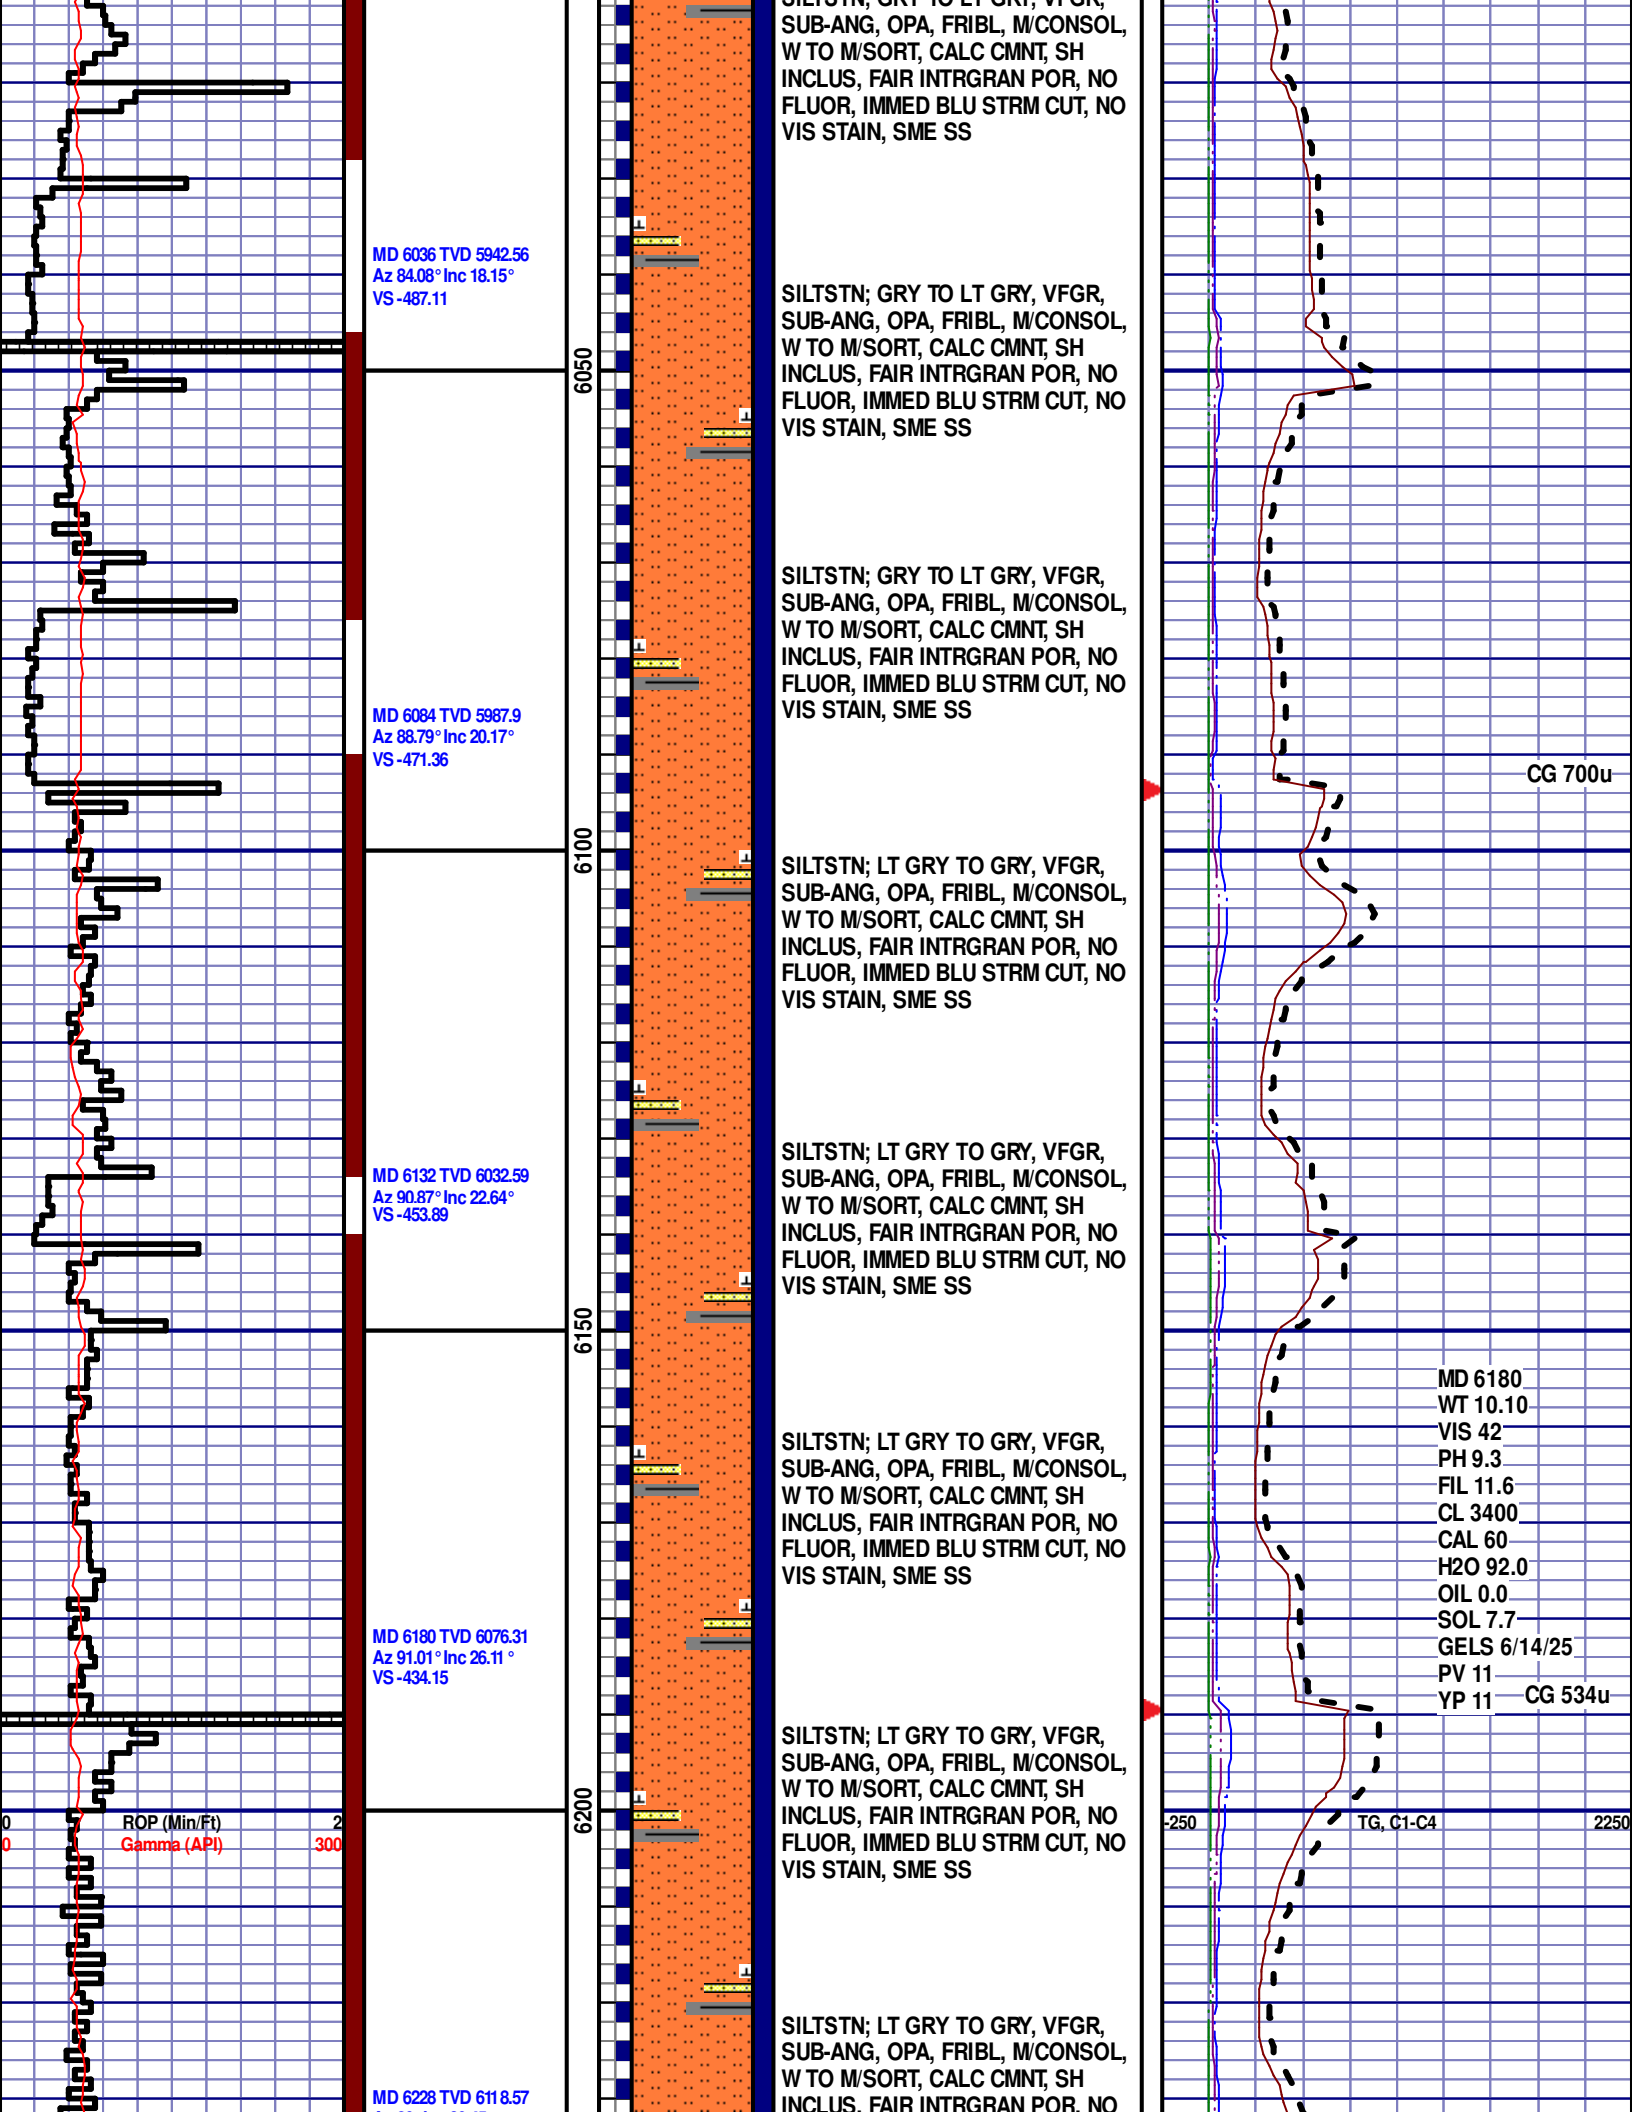 SUB-ANG, OPA, FRIBL, M/CONSOL,
W TO M/SORT, CALC CMNT, SH
INCLUS, FAIR INTRGRAN POR, NO
FLUOR, IMMED BLU STRM CUT, NO
VIS STAIN, SME SS
MD 6036 TVD 5942.56
Az 84.08° Inc 18.15°
VS -487.11
SILTSTN; GRY TO LT GRY, VFGR,
SUB-ANG, OPA, FRIBL, M/CONSOL,
W TO M/SORT, CALC CMNT, SH
INCLUS, FAIR INTRGRAN POR, NO
FLUOR, IMMED BLU STRM CUT, NO
VIS STAIN, SME SS
6050
SILTSTN; GRY TO LT GRY, VFGR,
SUB-ANG, OPA, FRIBL, M/CONSOL,
W TO M/SORT, CALC CMNT, SH
INCLUS, FAIR INTRGRAN POR, NO
FLUOR, IMMED BLU STRM CUT, NO
VIS STAIN, SME SS
MD 6084 TVD 5987.9
Az 88.79° Inc 20.17°
VS -471.36
CG 700u
6100
SILTSTN; LT GRY TO GRY, VFGR,
SUB-ANG, OPA, FRIBL, M/CONSOL,
W TO M/SORT, CALC CMNT, SH
INCLUS, FAIR INTRGRAN POR, NO
FLUOR, IMMED BLU STRM CUT, NO
VIS STAIN, SME SS
SILTSTN; LT GRY TO GRY, VFGR,
SUB-ANG, OPA, FRIBL, M/CONSOL,
W TO M/SORT, CALC CMNT, SH
INCLUS, FAIR INTRGRAN POR, NO
FLUOR, IMMED BLU STRM CUT, NO
VIS STAIN, SME SS
MD 6132 TVD 6032.59
Az 90.87° Inc 22.64°
VS -453.89
6150
MD 6180
WT 10.10
VIS 42
PH 9.3
FIL 11.6
CL 3400
CAL 60
H2O 92.0
OIL 0.0
SOL 7.7
GELS 6/14/25
PV 11
YP 11
CG 534u
SILTSTN; LT GRY TO GRY, VFGR,
SUB-ANG, OPA, FRIBL, M/CONSOL,
W TO M/SORT, CALC CMNT, SH
INCLUS, FAIR INTRGRAN POR, NO
FLUOR, IMMED BLU STRM CUT, NO
VIS STAIN, SME SS
MD 6180 TVD 6076.31
Az 91.01° Inc 26.11 °
VS -434.15
SILTSTN; LT GRY TO GRY, VFGR,
SUB-ANG, OPA, FRIBL, M/CONSOL,
W TO M/SORT, CALC CMNT, SH
INCLUS, FAIR INTRGRAN POR, NO
FLUOR, IMMED BLU STRM CUT, NO
VIS STAIN, SME SS
6200
0 ROP (Min/Ft) 2
0 Gamma (API) 300
-250 TG, C1-C4 2250
SILTSTN; LT GRY TO GRY, VFGR,
SUB-ANG, OPA, FRIBL, M/CONSOL,
W TO M/SORT, CALC CMNT, SH
INCLUS, FAIR INTRGRAN POR, NO
MD 6228 TVD 6118.57